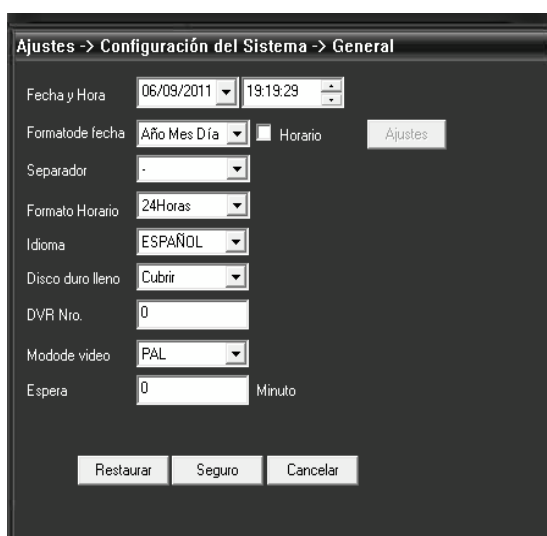 Ajustes -> Configuración del Sistema -> General
Fecha y Hora 06/09/2011 19:19:29
Formatode fecha Año Mes Día Horario Ajustes
Separador -
Formato Horario 24Horas
Idioma ESPAÑOL
Disco duro lleno Cubrir
DVR Nro. 0
Modode video PAL
Espera 0 Minuto
Restaurar Seguro Cancelar